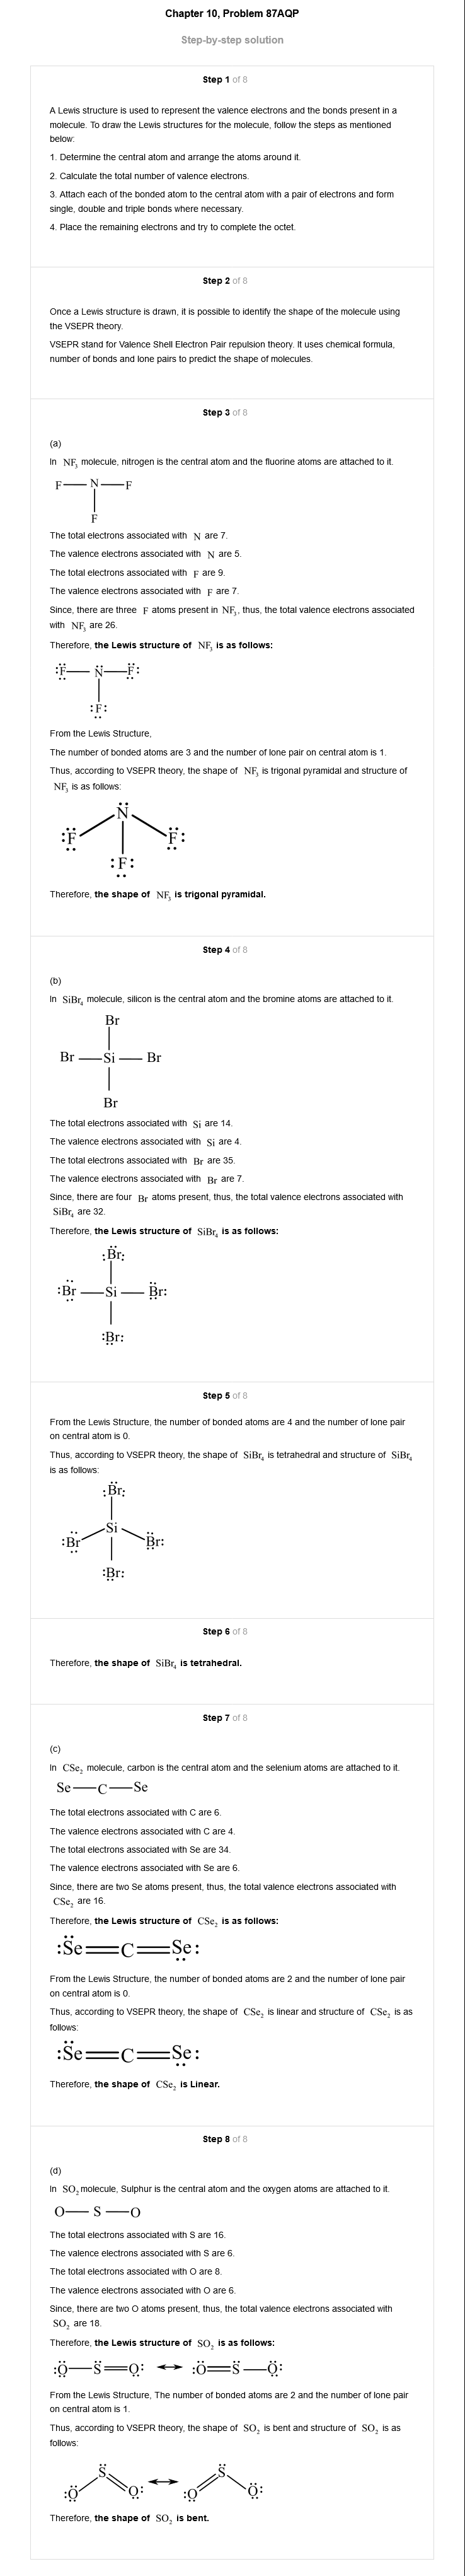 Chapter 10, Problem 87AQP
Step-by-step solution
Step 1 of 8
A Lewis structure is used to represent the valence electrons and the bonds present in a
molecule. To draw the Lewis structures for the molecule, follow the steps as mentioned
below:
1. Determine the central atom and arrange the atoms around it.
2. Calculate the total number of valence electrons.
3. Attach each of the bonded atom to the central atom with a pair of electrons and form
single, double and triple bonds where necessary.
4. Place the remaining electrons and try to complete the octet.
Step 2 of 8
Once a Lewis structure is drawn, it is possible to identify the shape of the molecule using
the VSEPR theory.
VSEPR stand for Valence Shell Electron Pair repulsion theory. It uses chemical formula,
number of bonds and lone pairs to predict the shape of molecules.
Step 3 of 8
(a)
In NF₃ molecule, nitrogen is the central atom and the fluorine atoms are attached to it.
F—N—F
F
The total electrons associated with N are 7.
The valence electrons associated with N are 5.
The total electrons associated with F are 9.
The valence electrons associated with F are 7.
Since, there are three F atoms present in NF₃, thus, the total valence electrons associated
with NF₃ are 26.
Therefore, the Lewis structure of NF₃ is as follows:
:F—N—F:
:F:
From the Lewis Structure,
The number of bonded atoms are 3 and the number of lone pair on central atom is 1.
Thus, according to VSEPR theory, the shape of NF₃ is trigonal pyramidal and structure of
NF₃ is as follows:
N
:F F:
:F:
Therefore, the shape of NF₃ is trigonal pyramidal.
Step 4 of 8
(b)
In SiBr₄ molecule, silicon is the central atom and the bromine atoms are attached to it.
Br
Br—Si—Br
Br
The total electrons associated with Si are 14.
The valence electrons associated with Si are 4.
The total electrons associated with Br are 35.
The valence electrons associated with Br are 7.
Since, there are four Br atoms present, thus, the total valence electrons associated with
SiBr₄ are 32.
Therefore, the Lewis structure of SiBr₄ is as follows:
:Br:
:Br—Si—Br:
:Br:
Step 5 of 8
From the Lewis Structure, the number of bonded atoms are 4 and the number of lone pair
on central atom is 0.
Thus, according to VSEPR theory, the shape of SiBr₄ is tetrahedral and structure of SiBr₄
is as follows:
:Br:
Si
:Br Br:
:Br:
Step 6 of 8
Therefore, the shape of SiBr₄ is tetrahedral.
Step 7 of 8
(c)
In CSe₂ molecule, carbon is the central atom and the selenium atoms are attached to it.
Se—C—Se
The total electrons associated with C are 6.
The valence electrons associated with C are 4.
The total electrons associated with Se are 34.
The valence electrons associated with Se are 6.
Since, there are two Se atoms present, thus, the total valence electrons associated with
CSe₂ are 16.
Therefore, the Lewis structure of CSe₂ is as follows:
:Se=C=Se:
From the Lewis Structure, the number of bonded atoms are 2 and the number of lone pair
on central atom is 0.
Thus, according to VSEPR theory, the shape of CSe₂ is linear and structure of CSe₂ is as
follows:
:Se=C=Se:
Therefore, the shape of CSe₂ is Linear.
Step 8 of 8
(d)
In SO₂ molecule, Sulphur is the central atom and the oxygen atoms are attached to it.
O—S—O
The total electrons associated with S are 16.
The valence electrons associated with S are 6.
The total electrons associated with O are 8.
The valence electrons associated with O are 6.
Since, there are two O atoms present, thus, the total valence electrons associated with
SO₂ are 18.
Therefore, the Lewis structure of SO₂ is as follows:
:O—S=O: ↔ :O=S—O:
From the Lewis Structure, The number of bonded atoms are 2 and the number of lone pair
on central atom is 1.
Thus, according to VSEPR theory, the shape of SO₂ is bent and structure of SO₂ is as
follows:
S S
:O O: ↔ :O O:
Therefore, the shape of SO₂ is bent.